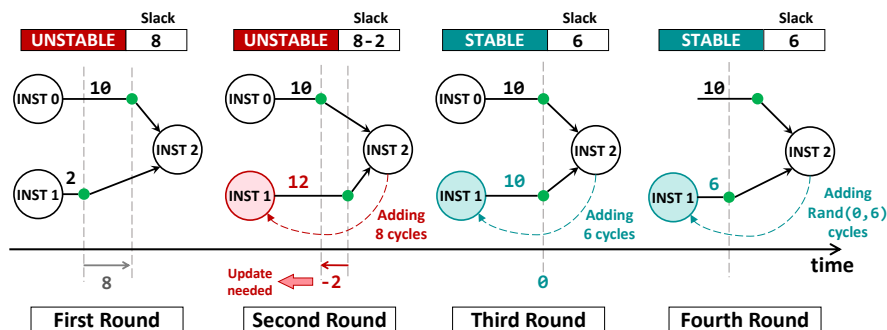 Slack
UNSTABLE 8
10
INST 0
INST 2
2
INST 1
8
First Round
Slack
UNSTABLE 8-2
10
INST 0
INST 2
12
INST 1
Adding
8 cycles
Update
needed
-2
Second Round
Slack
STABLE 6
10
INST 0
INST 2
10
INST 1
Adding
6 cycles
0
Third Round
Slack
STABLE 6
10
INST 2
6
INST 1
Adding
Rand(0,6)
cycles
time
Fourth Round